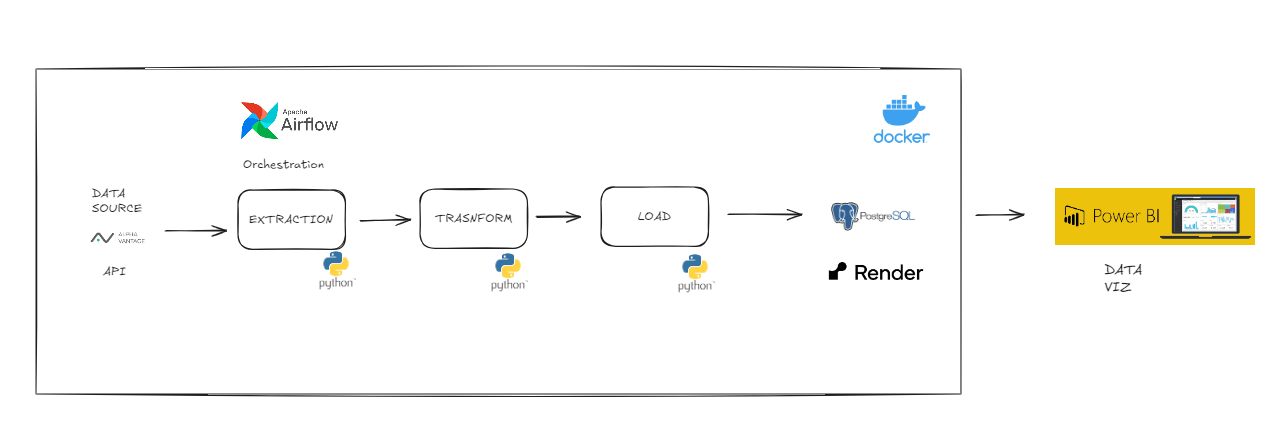 Apache
Airflow
docker
Orchestration
DATA
SOURCE
ALPHA
VANTAGE
API
EXTRACTION
python
TRASNFORM
python
LOAD
python
PostgreSQL
Render
Power BI
DATA
VIZ